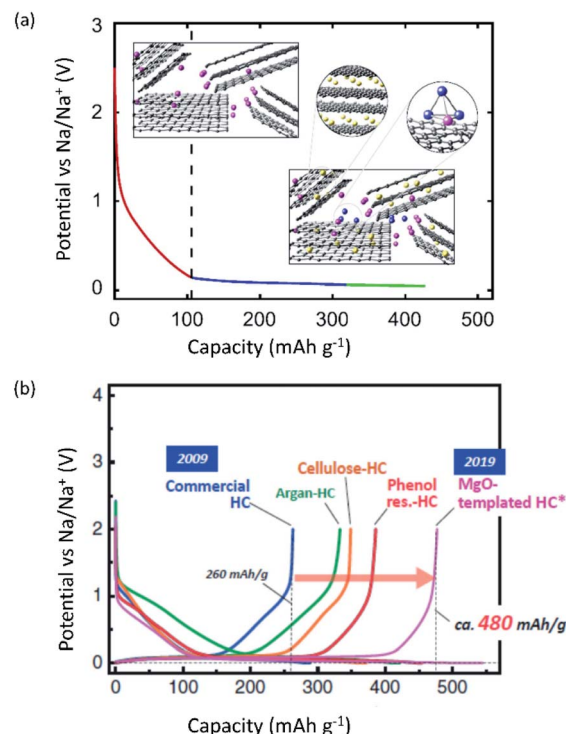 (a)
3
2
1
0
Potential vs Na/Na⁺ (V)
0
100
200
300
400
500
Capacity (mAh g⁻¹)
(b)
4
3
2
1
0
Potential vs Na/Na⁺ (V)
2009
Commercial
HC
Argan-HC
Cellulose-HC
Phenol
res.-HC
2019
MgO-
templated HC*
260 mAh/g
ca. 480 mAh/g
0
100
200
300
400
500
Capacity (mAh g⁻¹)